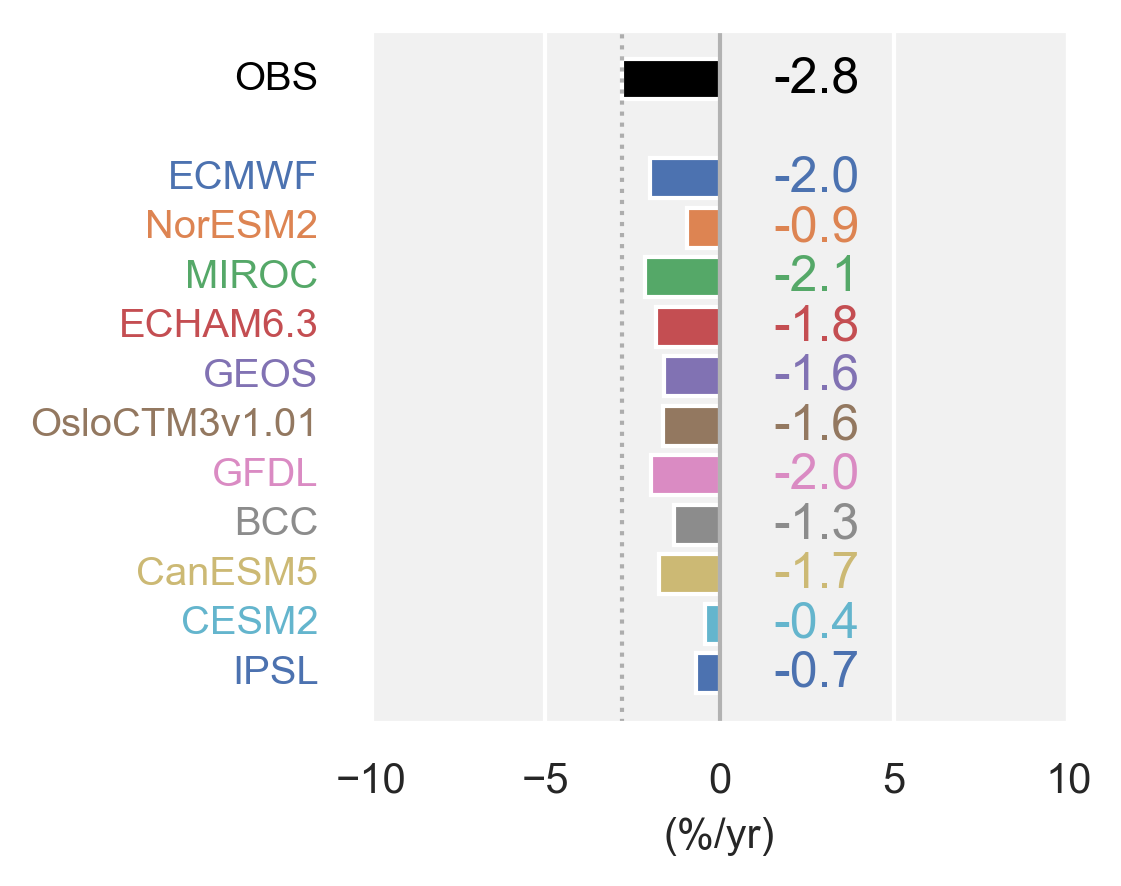 OBS -2.8
ECMWF -2.0
NorESM2 -0.9
MIROC -2.1
ECHAM6.3 -1.8
GEOS -1.6
OsloCTM3v1.01 -1.6
GFDL -2.0
BCC -1.3
CanESM5 -1.7
CESM2 -0.4
IPSL -0.7
−10 −5 0 5 10
(%/yr)